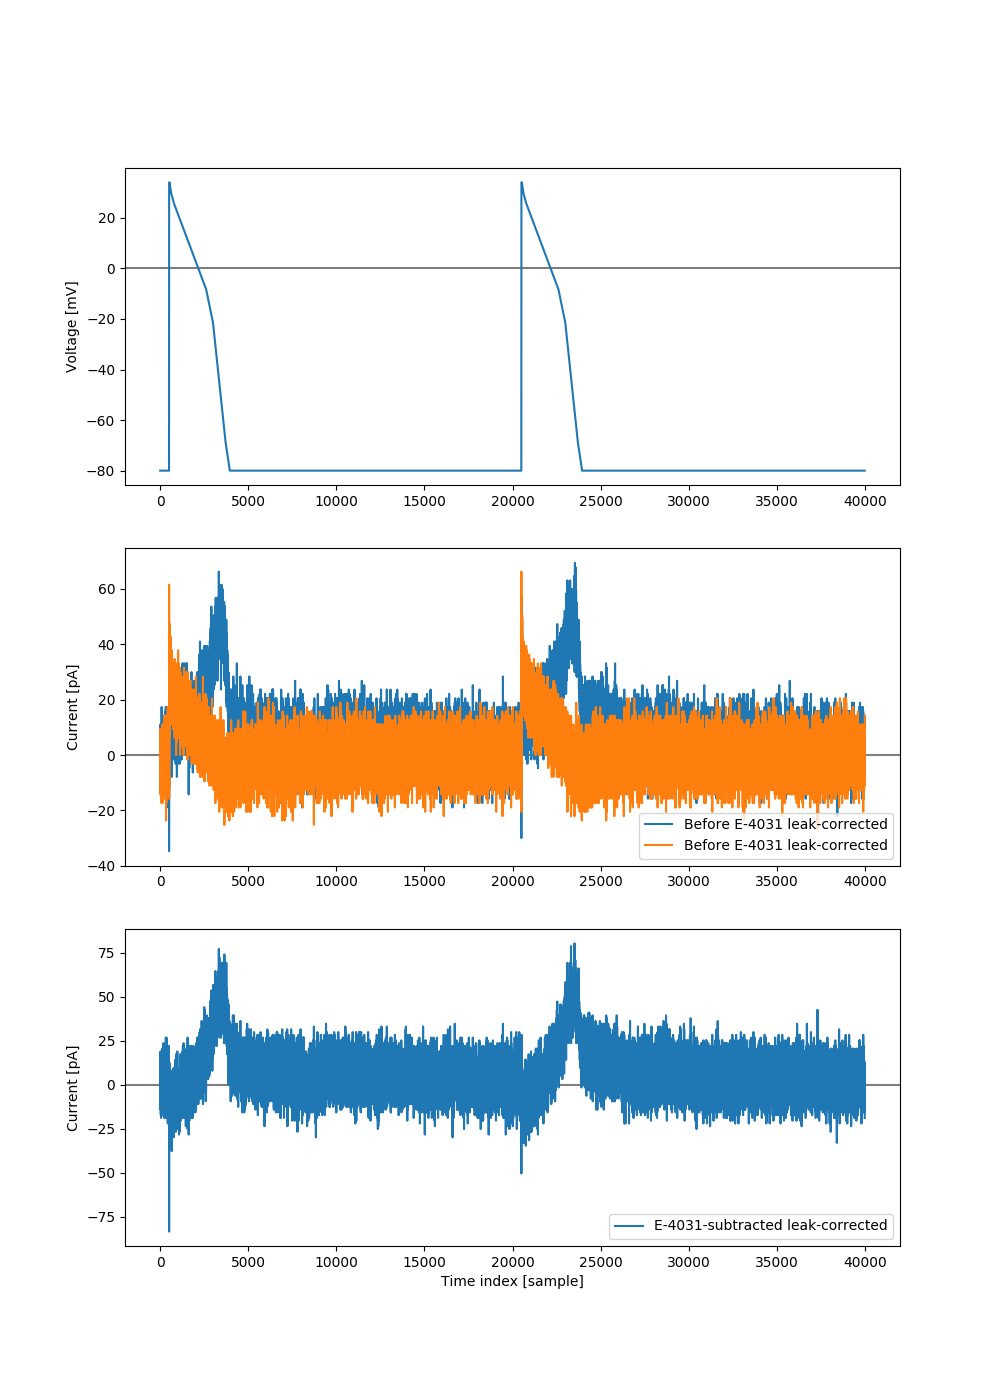 20
0
−20
−40
−60
−80
Voltage [mV]
0 5000 10000 15000 20000 25000 30000 35000 40000
60
40
20
0
−20
−40
Current [pA]
Before E-4031 leak-corrected
Before E-4031 leak-corrected
0 5000 10000 15000 20000 25000 30000 35000 40000
75
50
25
0
−25
−50
−75
Current [pA]
E-4031-subtracted leak-corrected
0 5000 10000 15000 20000 25000 30000 35000 40000
Time index [sample]